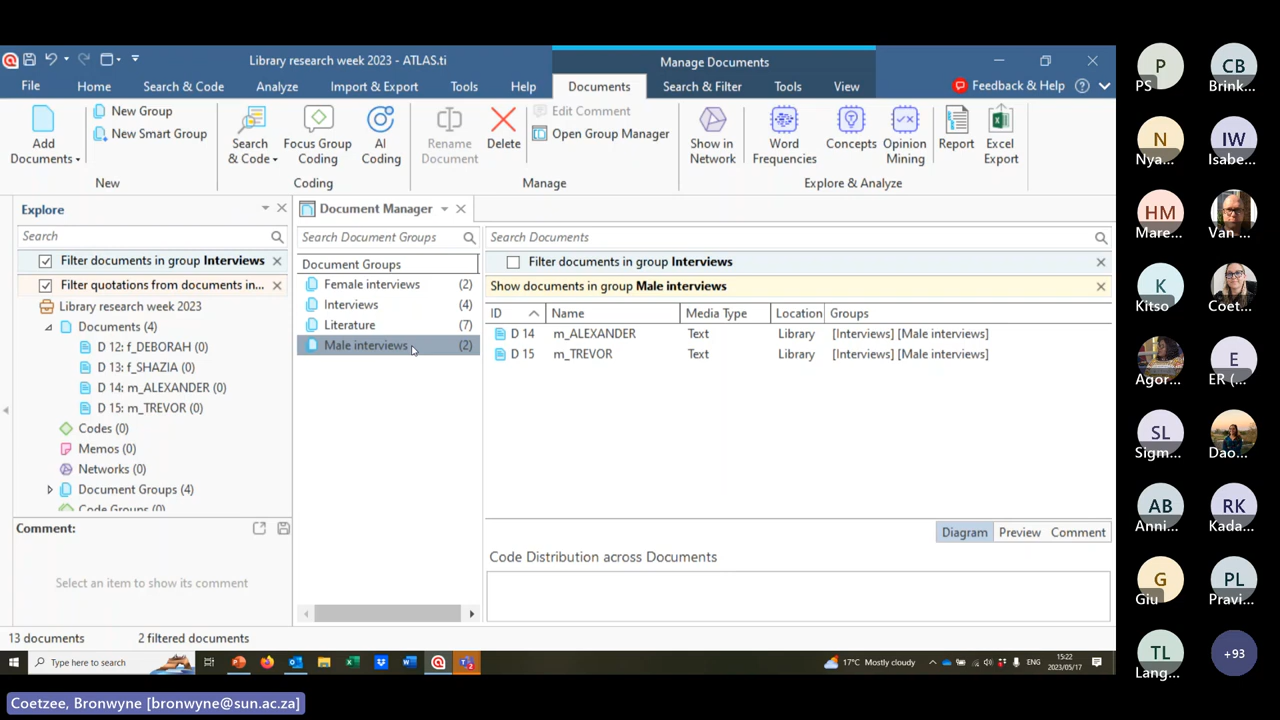 Library research week 2023 - ATLAS.ti
Manage Documents
File
Home
Search & Code
Analyze
Import & Export
Tools
Help
Documents
Search & Filter
Tools
View
Feedback & Help
Add Documents
New Group
New Smart Group
New
Search & Code
Focus Group Coding
AI Coding
Coding
Rename Document
Delete
Edit Comment
Open Group Manager
Manage
Show in Network
Word Frequencies
Concepts
Opinion Mining
Report
Excel Export
Explore & Analyze
Explore
Search
Filter documents in group Interviews
Filter quotations from documents in...
Library research week 2023
Documents (4)
D 12: f_DEBORAH (0)
D 13: f_SHAZIA (0)
D 14: m_ALEXANDER (0)
D 15: m_TREVOR (0)
Codes (0)
Memos (0)
Networks (0)
Document Groups (4)
Code Groups (0)
Comment:
Select an item to show its comment
Document Manager
Search Document Groups
Document Groups
Female interviews (2)
Interviews (4)
Literature (7)
Male interviews (2)
Search Documents
Filter documents in group Interviews
Show documents in group Male interviews
ID Name Media Type Location Groups
D 14 m_ALEXANDER Text Library [Interviews] [Male interviews]
D 15 m_TREVOR Text Library [Interviews] [Male interviews]
Diagram Preview Comment
Code Distribution across Documents
13 documents
2 filtered documents
Type here to search
17°C Mostly cloudy
ENG
15:22
2023/05/17
PS
P
CB
Brink...
N
Nya...
IW
Isabe...
HM
Mare...
Van ...
K
Kitso
Coet...
Agor...
E
ER (...
SL
Sigm...
Dao...
AB
Anni...
RK
Kada...
G
Giu
PL
Pravi...
TL
Lang...
+93
Coetzee, Bronwyne [bronwyne@sun.ac.za]